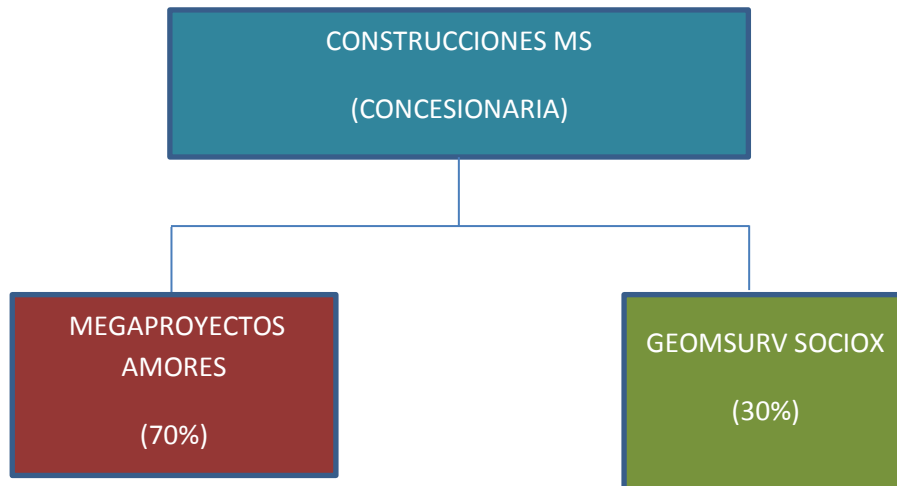 CONSTRUCCIONES MS
(CONCESIONARIA)
MEGAPROYECTOS
AMORES
(70%)
GEOMSURV SOCIOX
(30%)